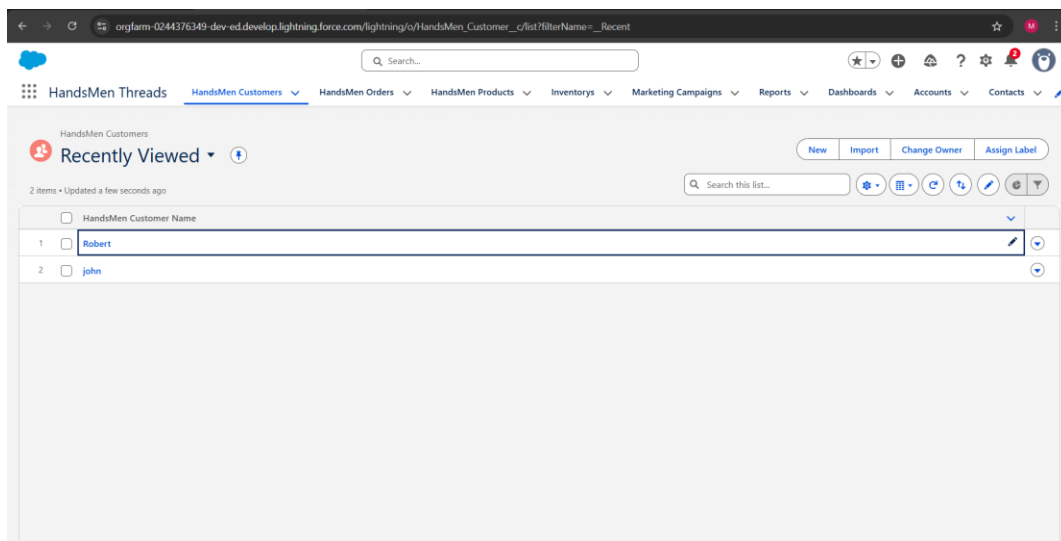 orgfarm-0244376349-dev-ed.develop.lightning.force.com/lightning/o/HandsMen_Customer__c/list?filterName=__Recent
M
Search...
2
HandsMen Threads HandsMen Customers HandsMen Orders HandsMen Products Inventorys Marketing Campaigns Reports Dashboards Accounts Contacts
HandsMen Customers
Recently Viewed
New Import Change Owner Assign Label
2 items • Updated a few seconds ago
Search this list...
HandsMen Customer Name
1 Robert
2 john